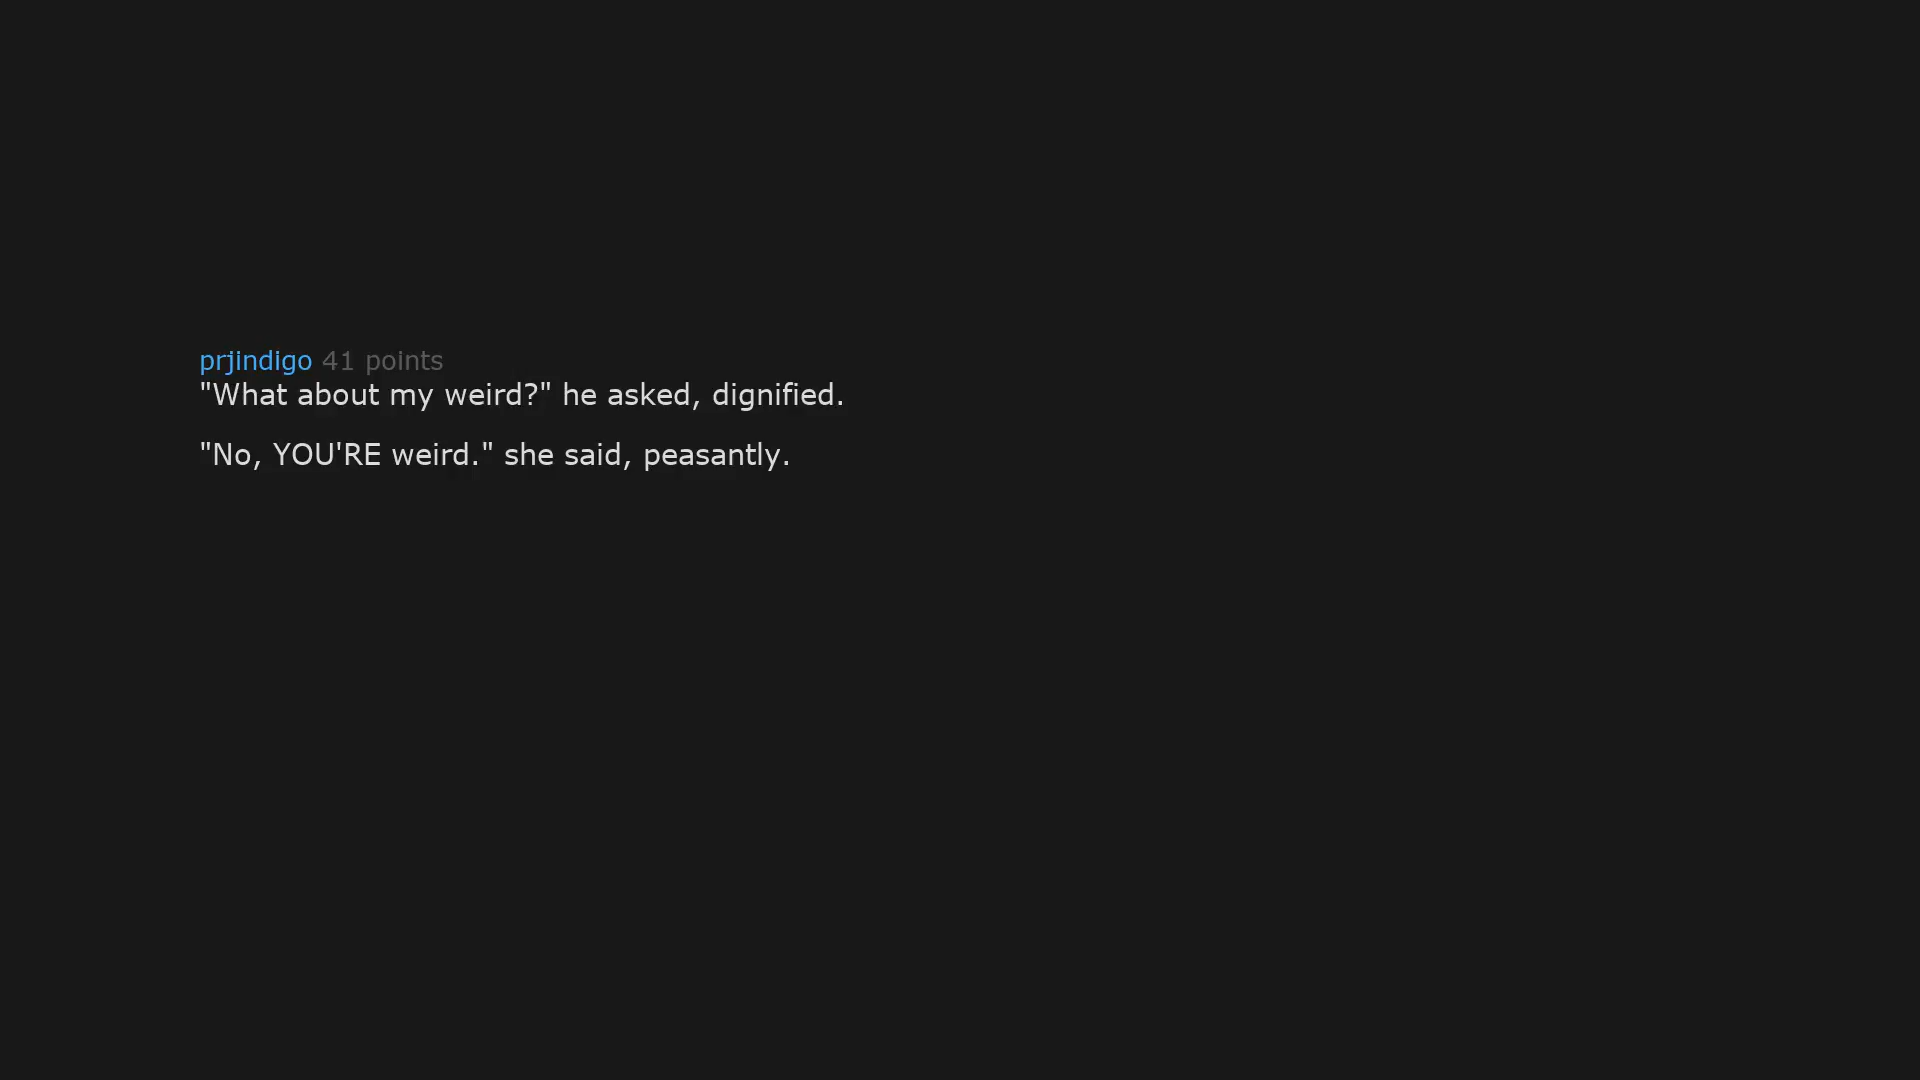 prjindigo 41 points
"What about my weird?" he asked, dignified.
"No, YOU'RE weird." she said, peasantly.